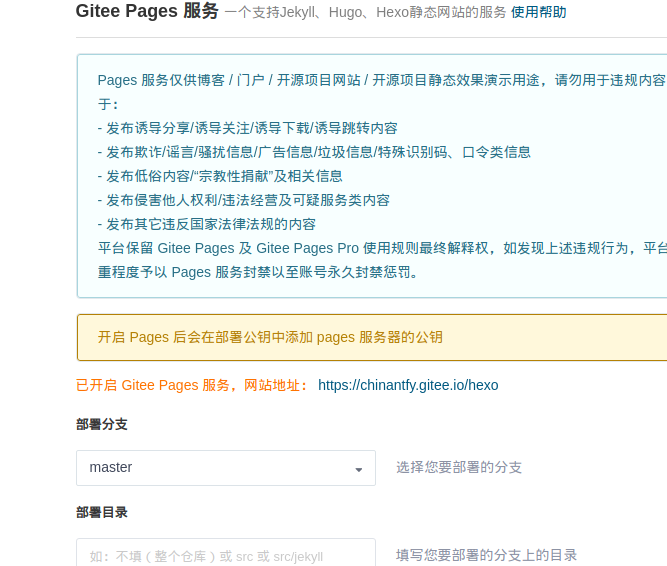 Gitee Pages 服务 一个支持Jekyll、Hugo、Hexo静态网站的服务 使用帮助
Pages 服务仅供博客 / 门户 / 开源项目网站 / 开源项目静态效果演示用途，请勿用于违规内容
于：
- 发布诱导分享/诱导关注/诱导下载/诱导跳转内容
- 发布欺诈/谣言/骚扰信息/广告信息/垃圾信息/特殊识别码、口令类信息
- 发布低俗内容/“宗教性捐献”及相关信息
- 发布侵害他人权利/违法经营及可疑服务类内容
- 发布其它违反国家法律法规的内容
平台保留 Gitee Pages 及 Gitee Pages Pro 使用规则最终解释权，如发现上述违规行为，平台
重程度予以 Pages 服务封禁以至账号永久封禁惩罚。
开启 Pages 后会在部署公钥中添加 pages 服务器的公钥
已开启 Gitee Pages 服务，网站地址： https://chinantfy.gitee.io/hexo
部署分支
master 选择您要部署的分支
部署目录
如：不填（整个仓库）或 src 或 src/jekyll 填写您要部署的分支上的目录